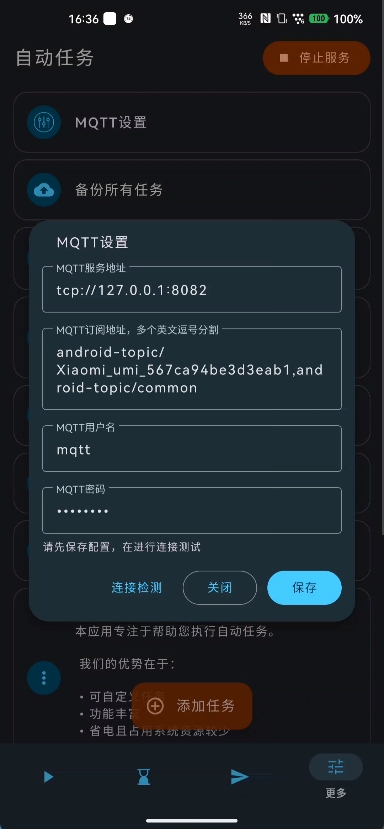 16:36
366
KB/S
100
100%
自动任务
停止服务
MQTT设置
备份所有任务
MQTT设置
MQTT服务地址
tcp://127.0.0.1:8082
MQTT订阅地址，多个英文逗号分割
android-topic/
Xiaomi_umi_567ca94be3d3eab1,and
roid-topic/common
MQTT用户名
mqtt
MQTT密码
••••••••
请先保存配置，在进行连接测试
连接检测
关闭
保存
本应用专注于帮助您执行自动任务。
我们的优势在于：
• 可自定义任务
• 功能丰富
• 省电且占用系统资源较少
添加任务
更多